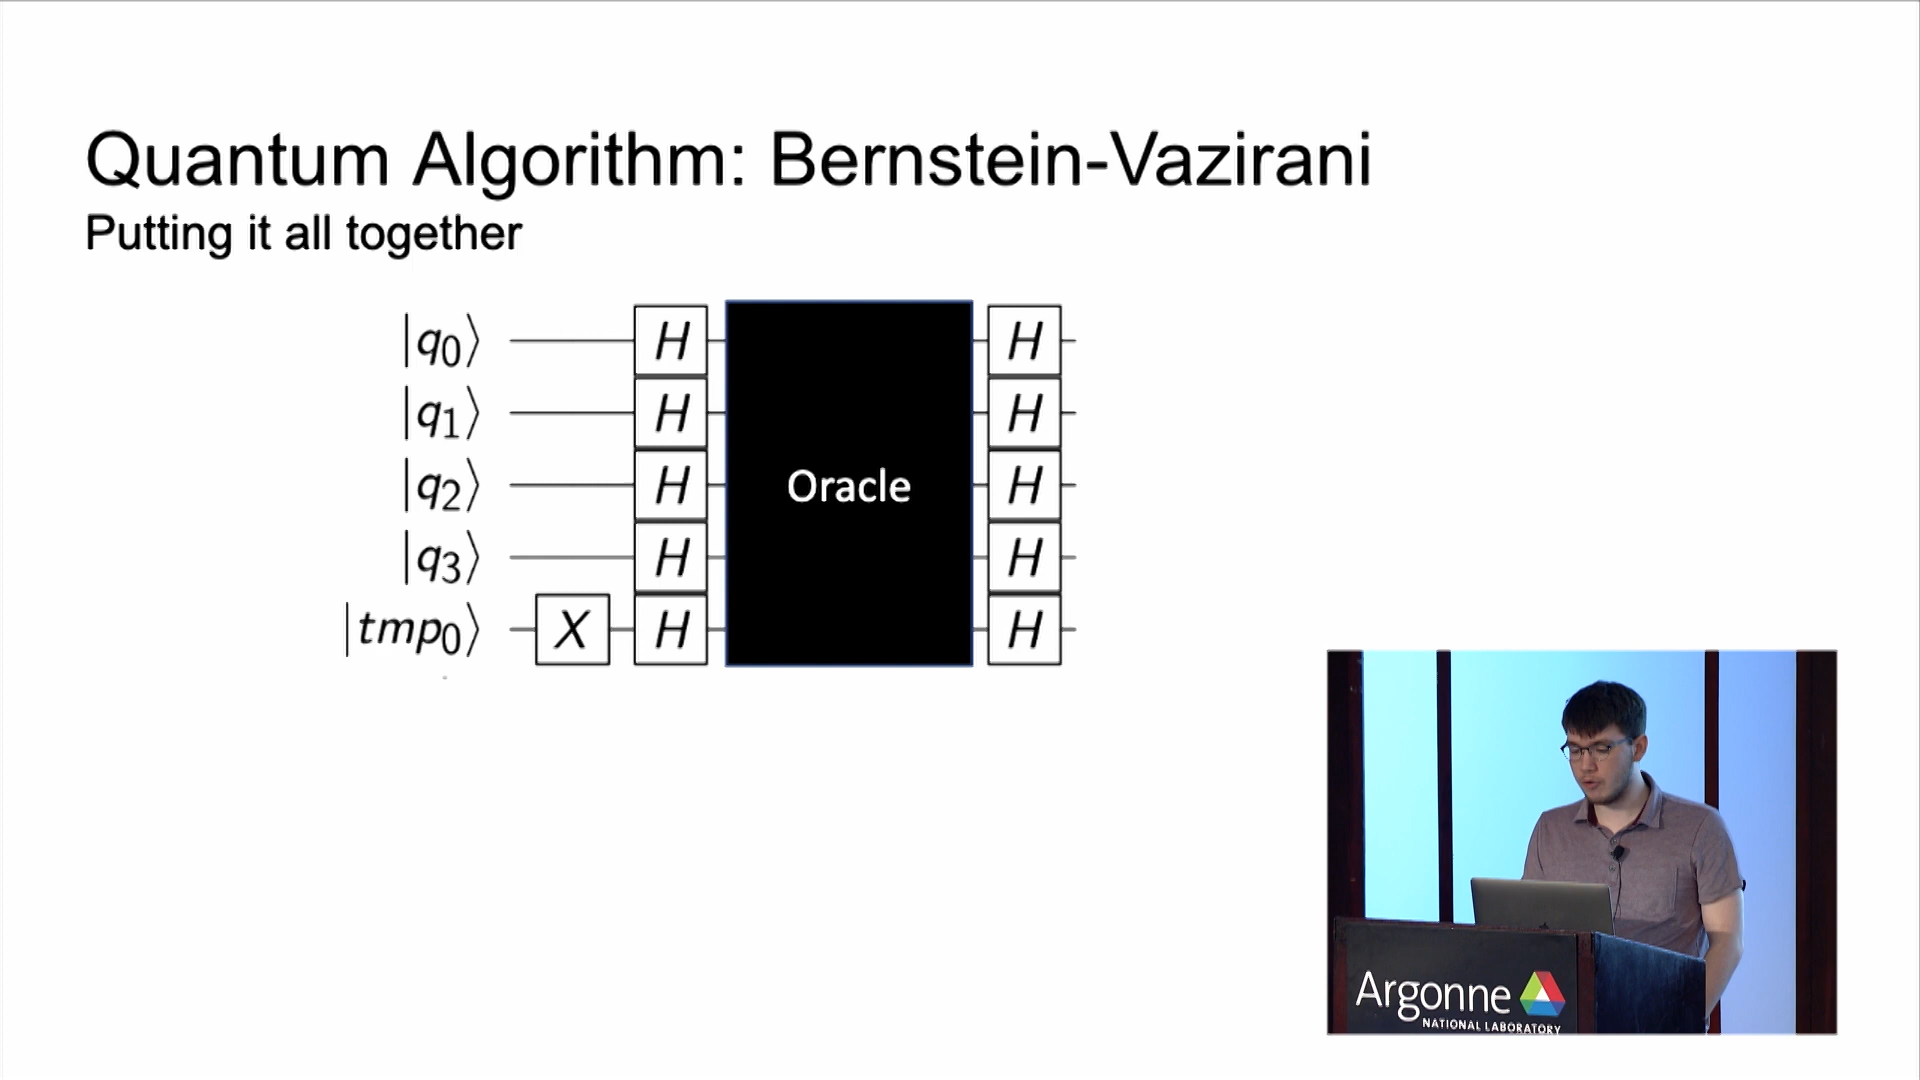 Quantum Algorithm: Bernstein-Vazirani
Putting it all together
|q₀⟩ H H
|q₁⟩ H H
|q₂⟩ H Oracle H
|q₃⟩ H H
|tmp₀⟩ X H H
Argonne
NATIONAL LABORATORY